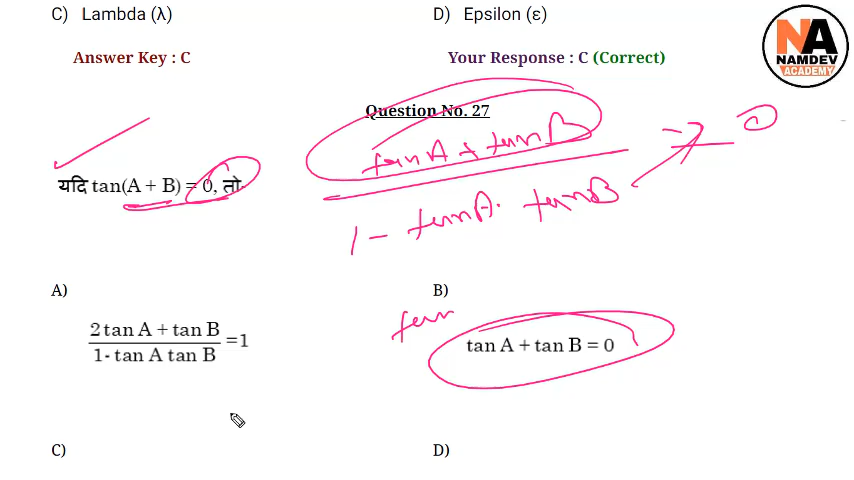 C) Lambda (λ)
D) Epsilon (ε)
Answer Key : C
Your Response : C (Correct)
NA
NAMDEV
ACADEMY
Question No. 27
tan A + tan B
0
यदि tan(A + B) = 0, तो
1 - tan A . tan B
A)
B)
2 tan A + tan B
1- tan A tan B
=1
tan
tan A + tan B = 0
C)
D)